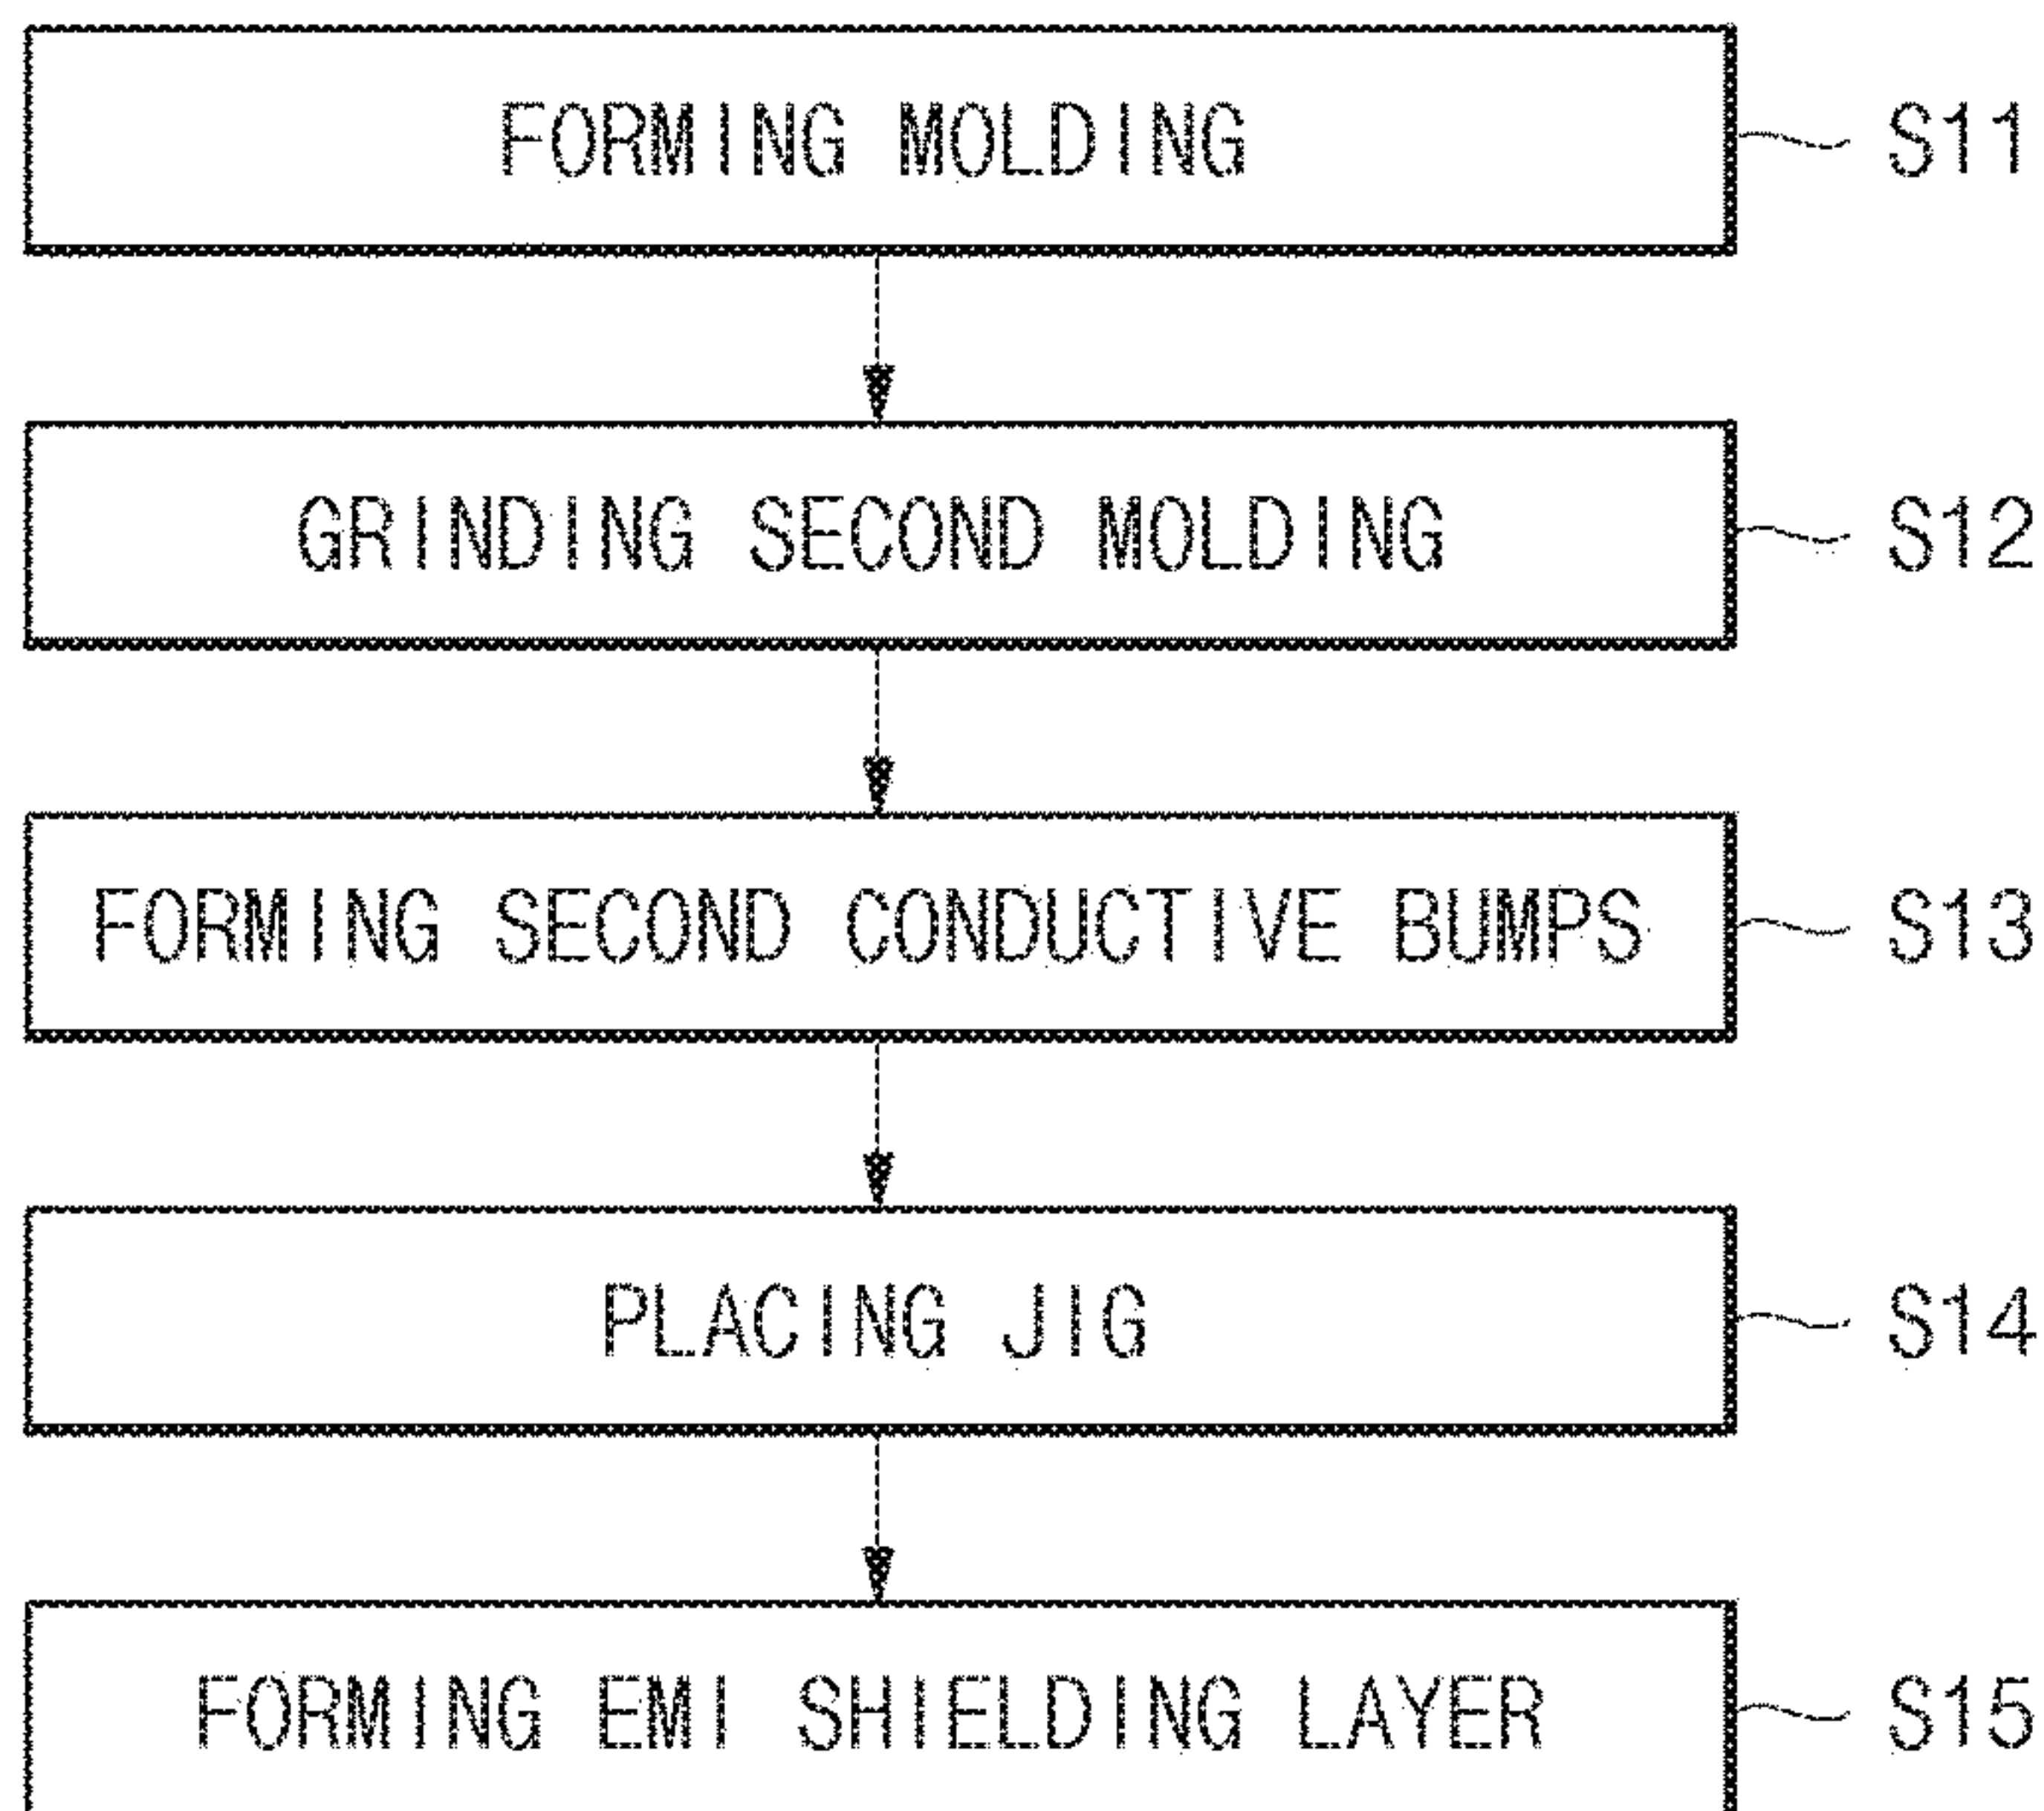 FORMING MOLDING S11
GRINDING SECOND MOLDING S12
FORMING SECOND CONDUCTIVE BUMPS S13
PLACING JIG S14
FORMING EMI SHIELDING LAYER S15